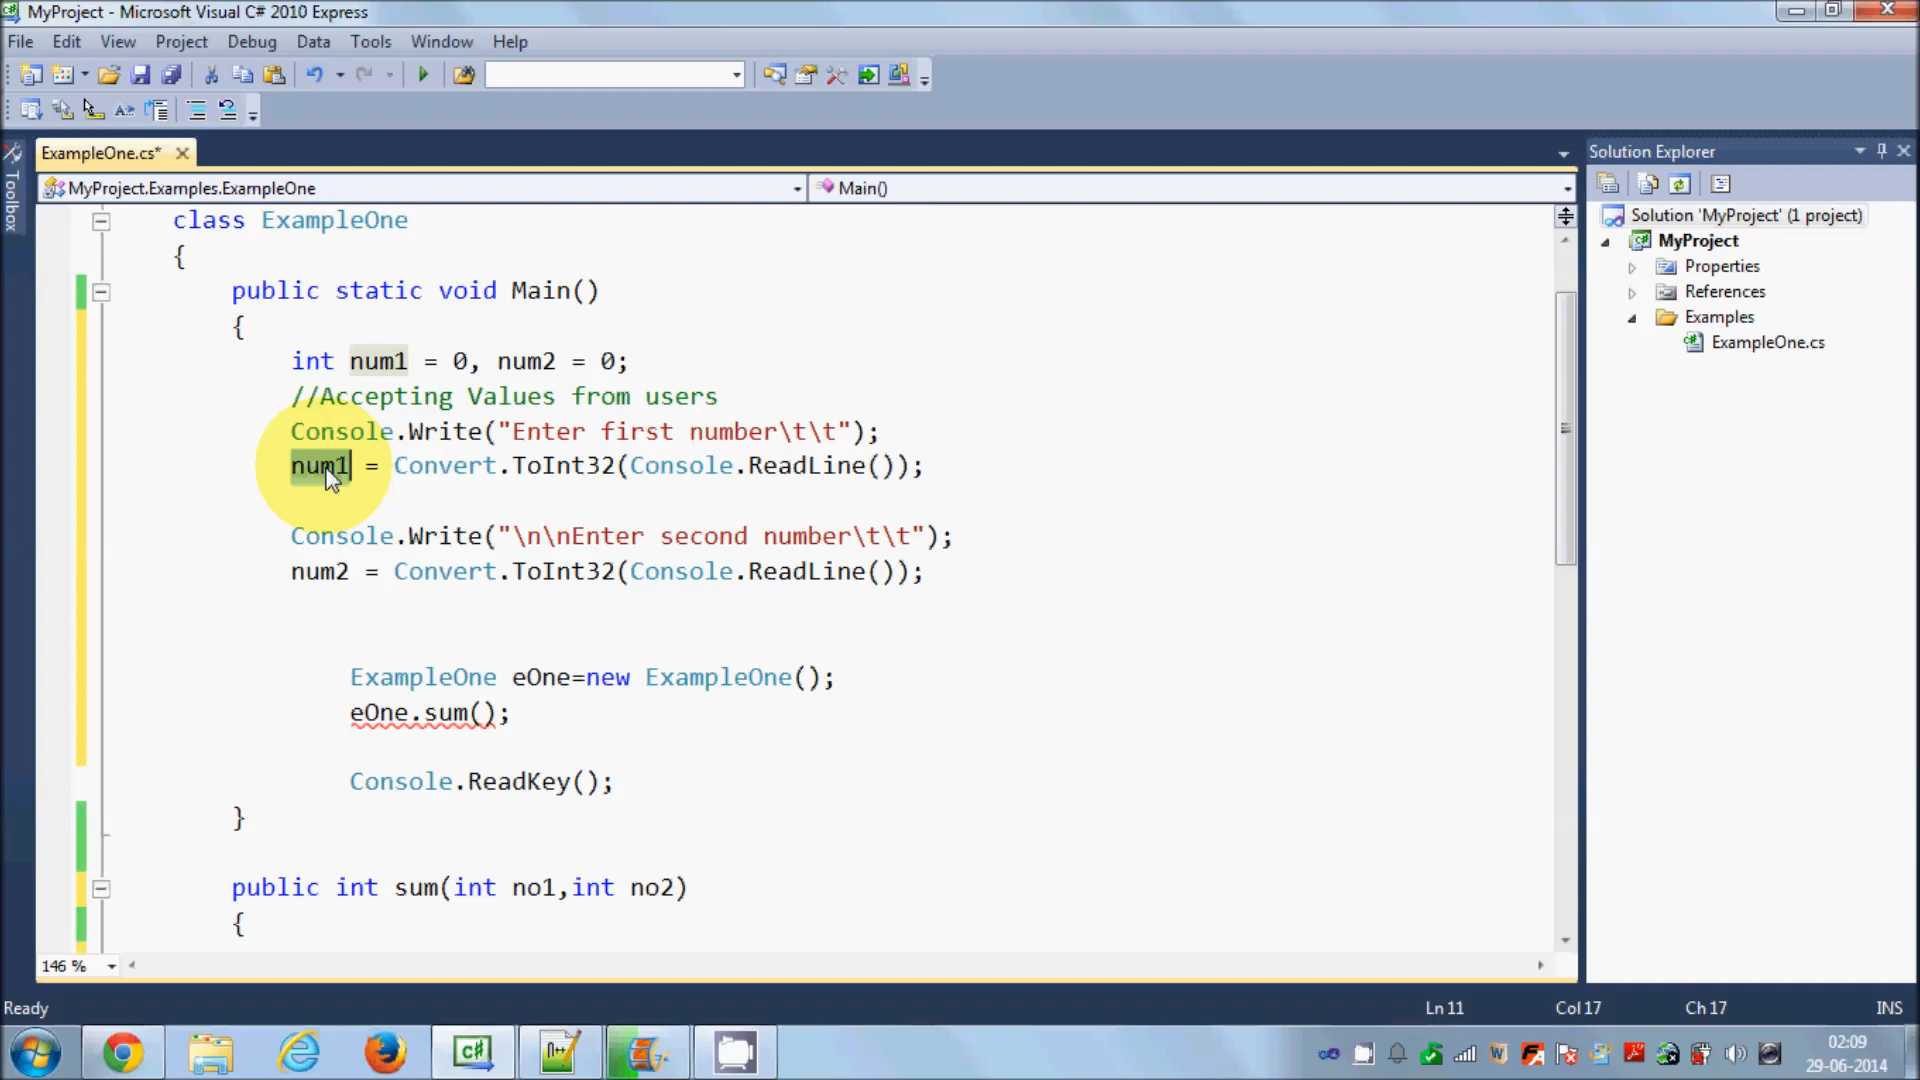 MyProject - Microsoft Visual C# 2010 Express
File Edit View Project Debug Data Tools Window Help
ExampleOne.cs*
Solution Explorer
Toolbox
MyProject.Examples.ExampleOne
Main()
Solution 'MyProject' (1 project)
MyProject
Properties
References
Examples
ExampleOne.cs
class ExampleOne
{
public static void Main()
{
int num1 = 0, num2 = 0;
//Accepting Values from users
Console.Write("Enter first number\t\t");
num1 = Convert.ToInt32(Console.ReadLine());
Console.Write("\n\nEnter second number\t\t");
num2 = Convert.ToInt32(Console.ReadLine());
ExampleOne eOne=new ExampleOne();
eOne.sum();
Console.ReadKey();
}
public int sum(int no1,int no2)
{
146 %
Ready Ln 11 Col 17 Ch 17 INS
02:09
29-06-2014